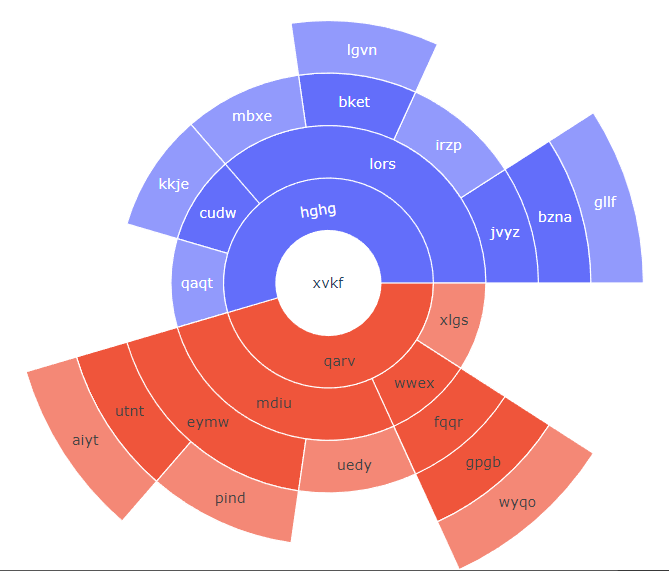 lgvn
bket
mbxe
irzp
lors
kkje
gllf
hghg
cudw
bzna
jvyz
qaqt
xvkf
xlgs
qarv
wwex
mdiu
utnt
eymw
fqqr
aiyt
uedy
gpgb
pind
wyqo